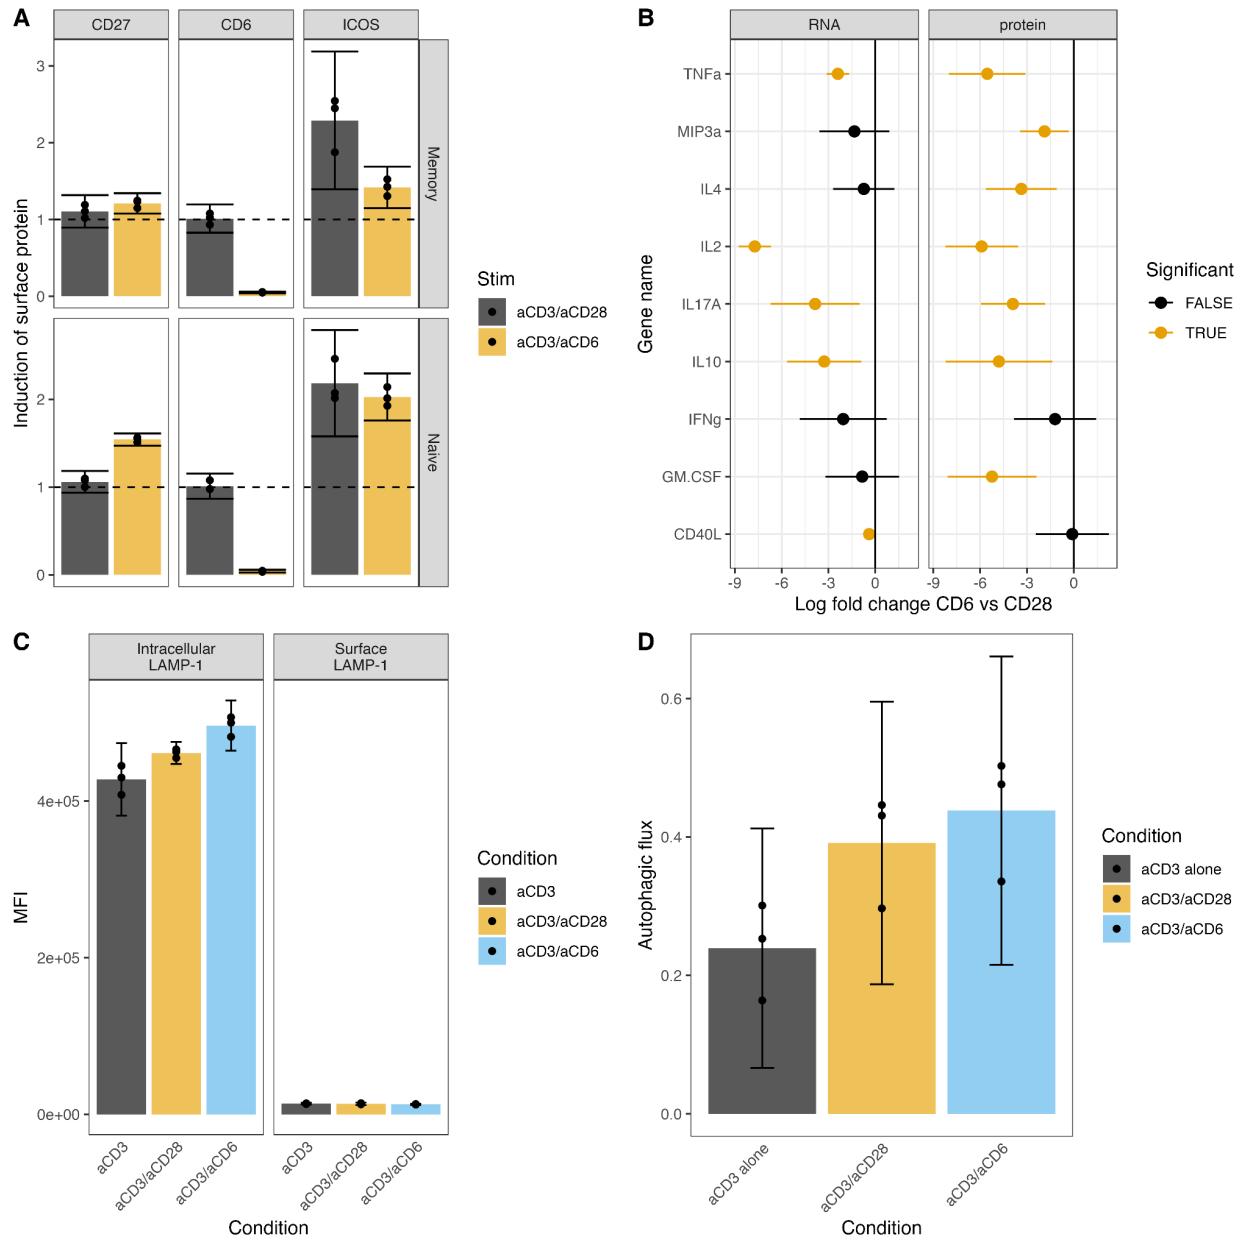 A
CD27
CD6
ICOS
3
2
1
0
Memory
2
1
0
Naive
Induction of surface protein
Stim
aCD3/aCD28
aCD3/aCD6
B
RNA
protein
TNFa
MIP3a
IL4
IL2
IL17A
IL10
IFNg
GM.CSF
CD40L
Gene name
-9 -6 -3 0
-9 -6 -3 0
Log fold change CD6 vs CD28
Significant
FALSE
TRUE
C
Intracellular
LAMP-1
Surface
LAMP-1
4e+05
2e+05
0e+00
MFI
aCD3
aCD3/aCD28
aCD3/aCD6
aCD3
aCD3/aCD28
aCD3/aCD6
Condition
Condition
aCD3
aCD3/aCD28
aCD3/aCD6
D
0.6
0.4
0.2
0.0
Autophagic flux
aCD3 alone
aCD3/aCD28
aCD3/aCD6
Condition
Condition
aCD3 alone
aCD3/aCD28
aCD3/aCD6